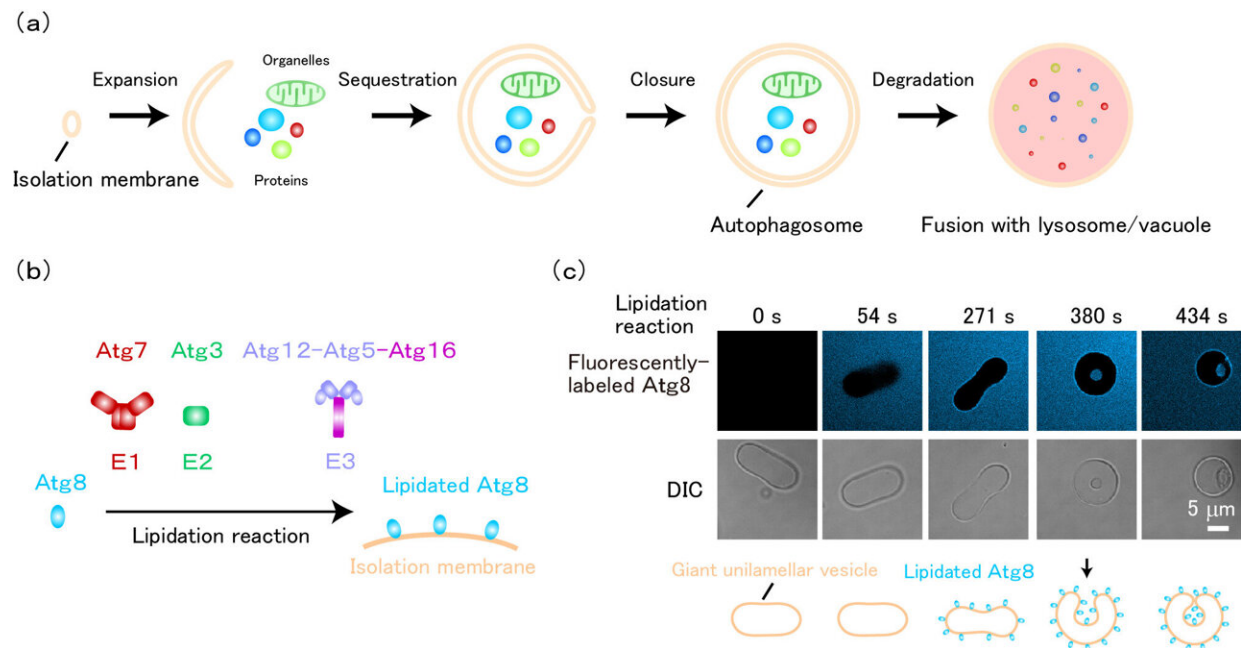 (a)
Expansion
Organelles
Sequestration
Closure
Degradation
Isolation membrane
Proteins
Autophagosome
Fusion with lysosome/vacuole
(b)
Atg7
Atg3
Atg12-Atg5-Atg16
E1
E2
E3
Atg8
Lipidated Atg8
Lipidation reaction
Isolation membrane
(c)
Lipidation
reaction
0 s
54 s
271 s
380 s
434 s
Fluorescently-
labeled Atg8
DIC
5 μm
Giant unilamellar vesicle
Lipidated Atg8